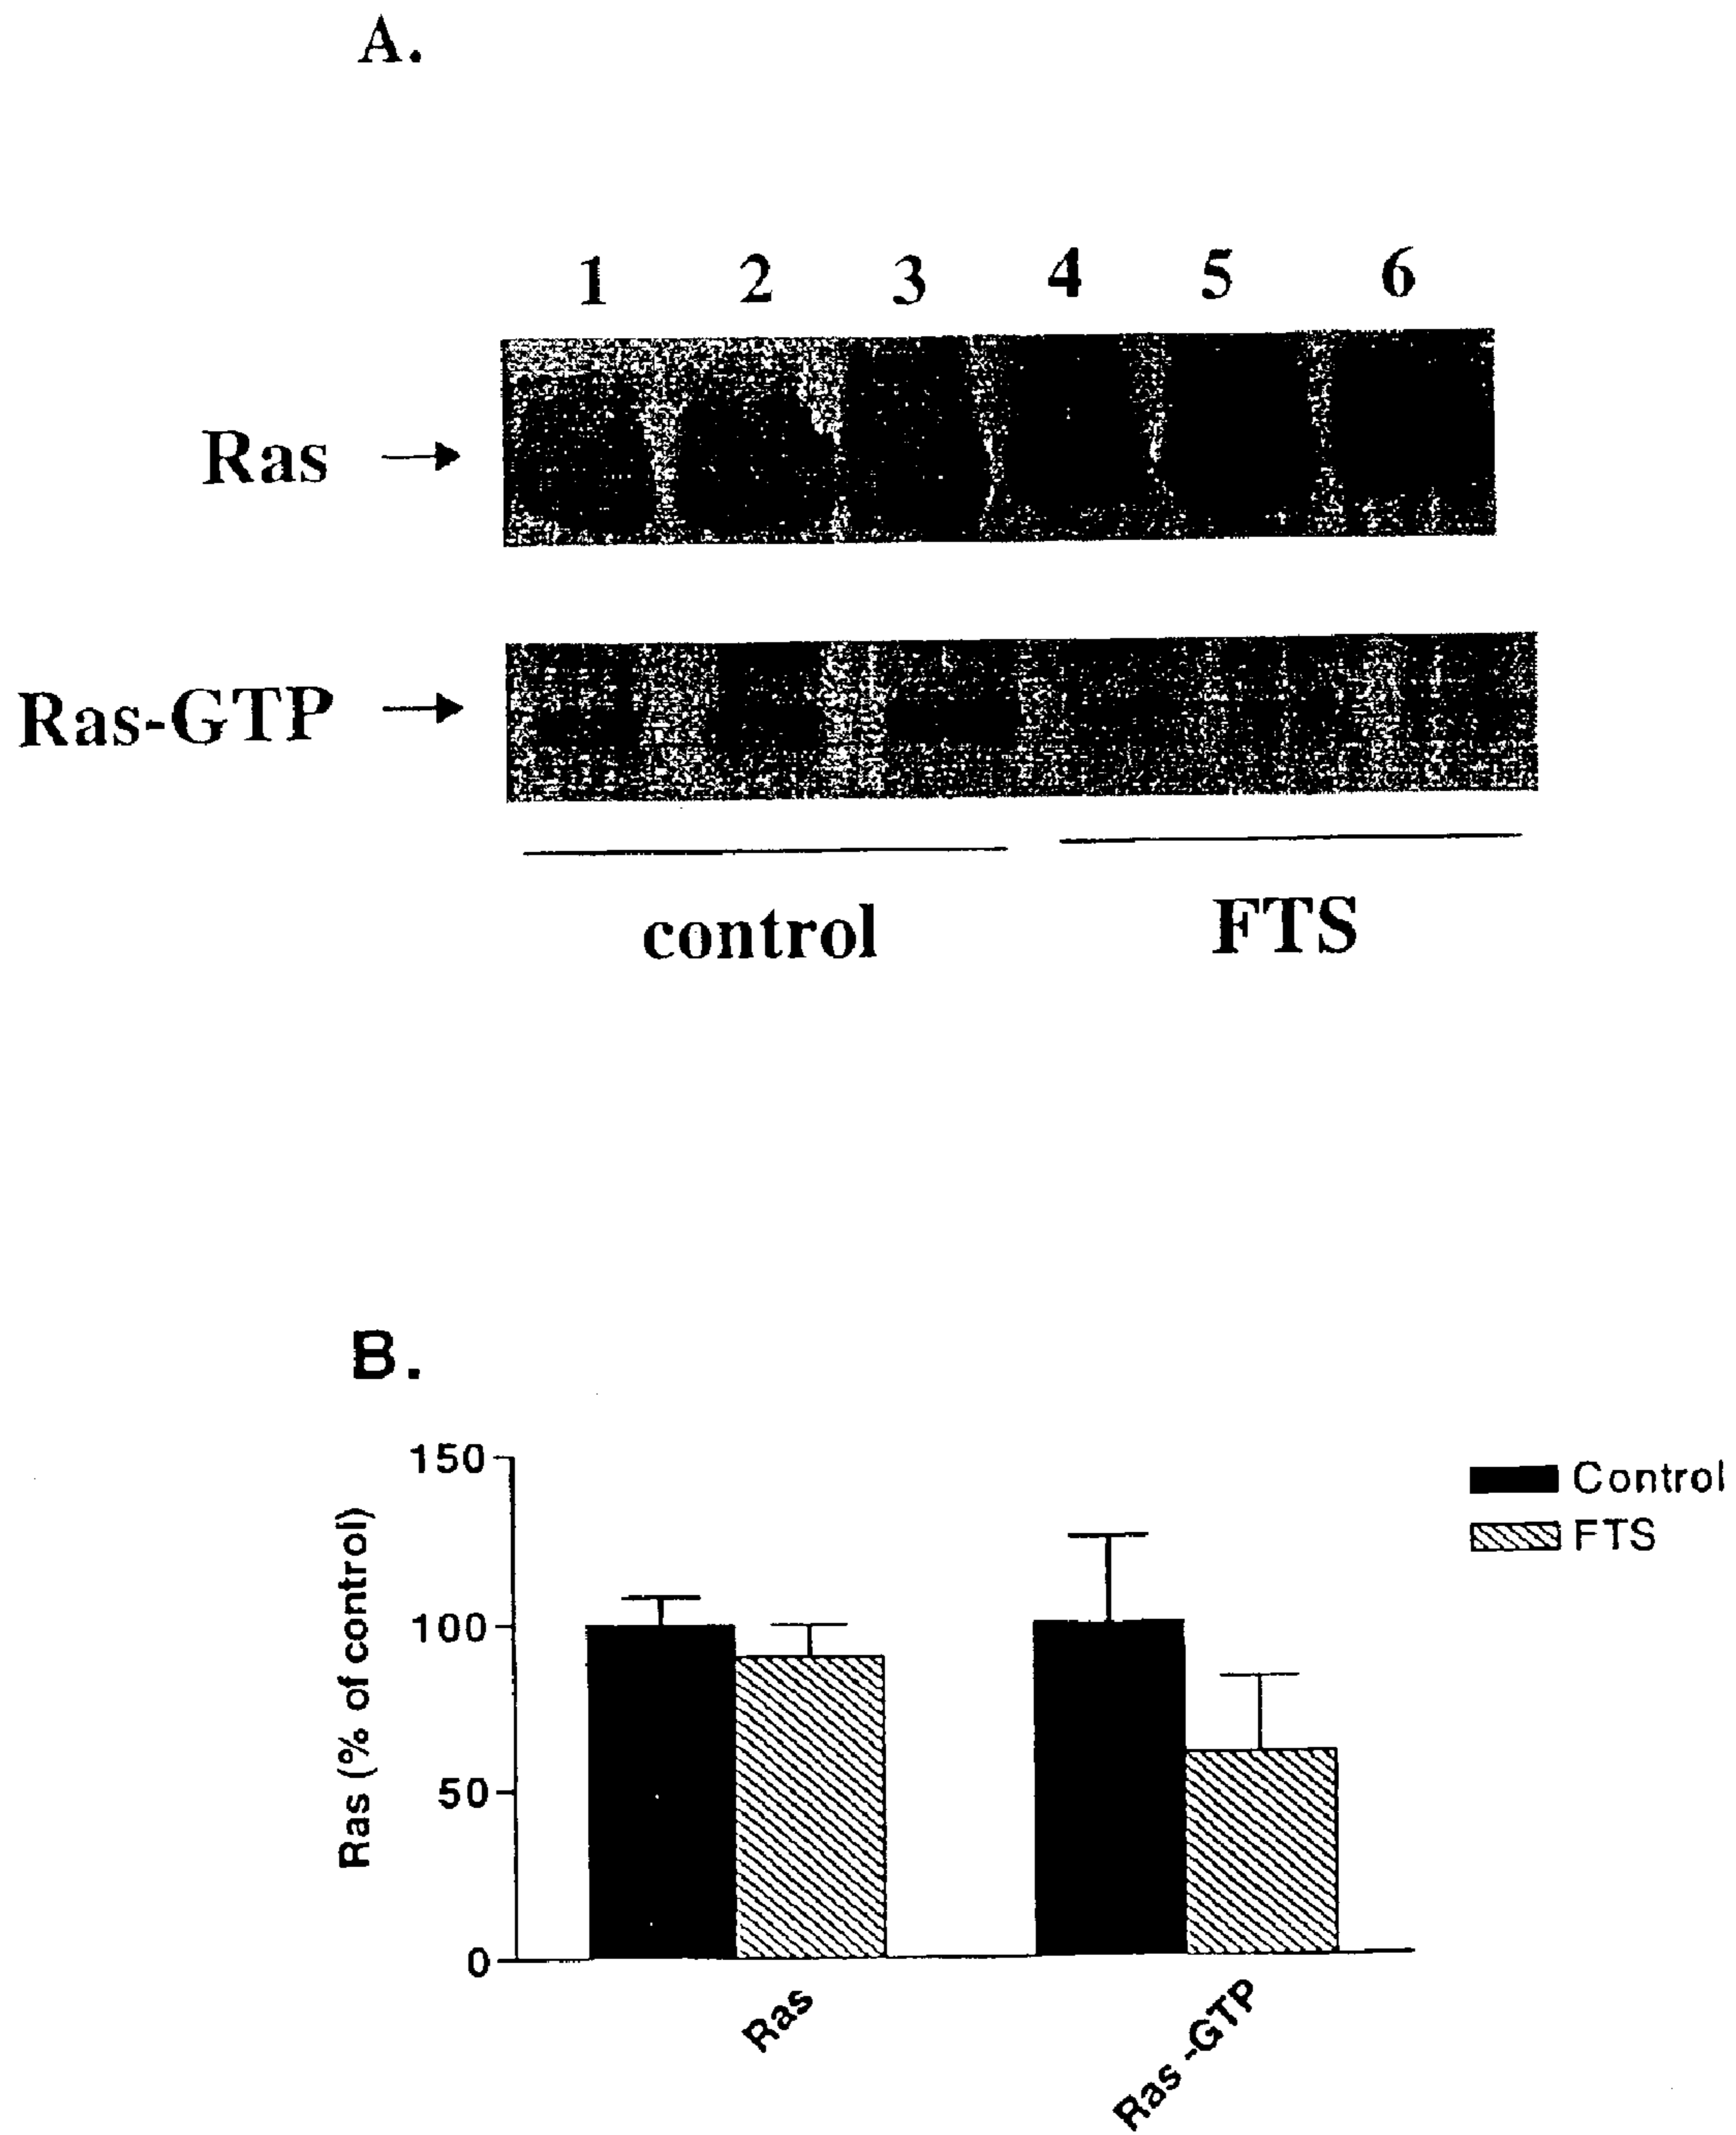 A.
1 2 3 4 5 6
Ras
Ras-GTP
control FTS
B.
150
100
50
0
Ras (% of control)
Control
FTS
Ras
Ras -GTP